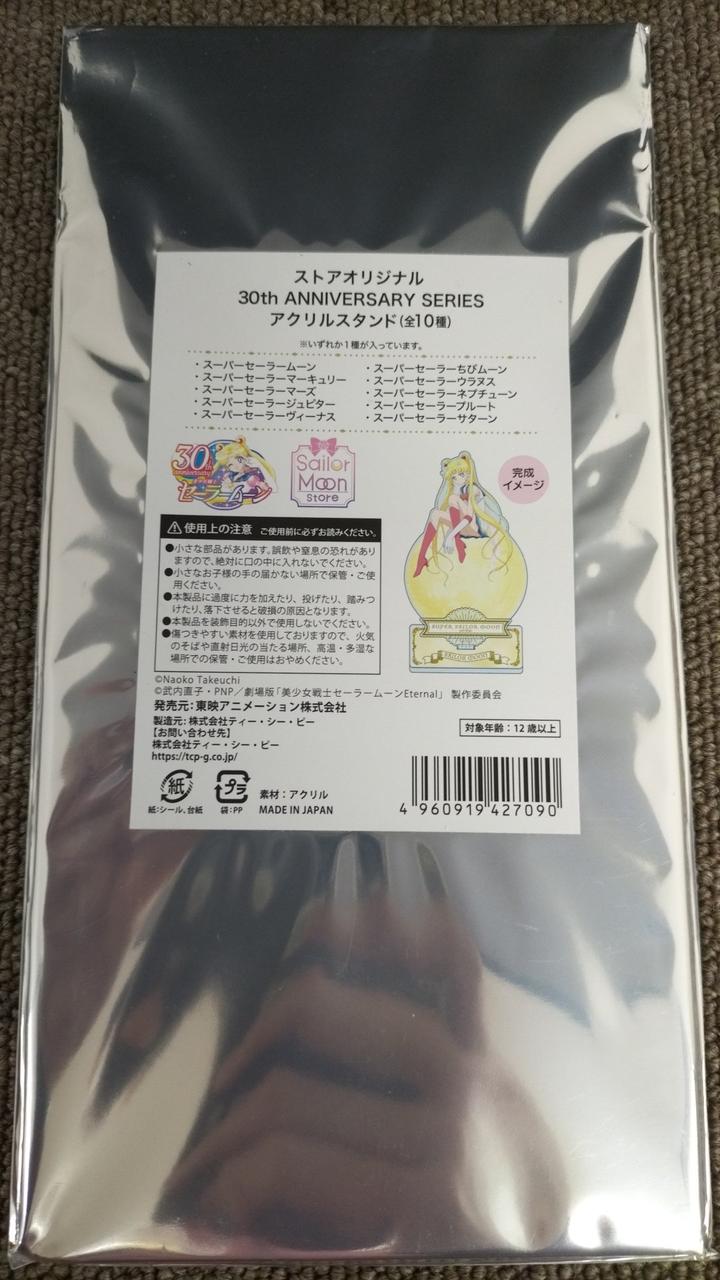 ストアオリジナル
30th ANNIVERSARY SERIES
アクリルスタンド(全10種)
※いずれか1種が入っています。
・スーパーセーラームーン
・スーパーセーラーマーキュリー
・スーパーセーラーマーズ
・スーパーセーラージュピター
・スーパーセーラーヴィーナス
・スーパーセーラーちびムーン
・スーパーセーラーウラヌス
・スーパーセーラーネプチューン
・スーパーセーラープルート
・スーパーセーラーサターン
30th
anniversary
美少女戦士
セーラームーン
Sailor
Moon
Store
完成
イメージ
SUPER SAILOR MOON
SAILOR MOON
使用上の注意 ご使用前に必ずお読みください。
●小さな部品があります。誤飲や窒息の恐れがあり
ますので、絶対に口の中に入れないでください。
●小さなお子様の手の届かない場所で保管・ご使
用ください。
●本製品に過度に力を加えたり、投げたり、踏みつ
けたり、落下させると破損の原因となります。
●本製品を装飾目的以外で使用しないでください。
●傷つきやすい素材を使用しておりますので、火気
のそばや直射日光の当たる場所、高温・多湿な
場所での保管・ご使用はおやめください。
©Naoko Takeuchi
©武内直子・PNP／劇場版「美少女戦士セーラームーンEternal」 製作委員会
発売元：東映アニメーション株式会社
製造元：株式会社ティー・シー・ピー
【お問い合わせ先】
株式会社ティー・シー・ピー
https://tcp-g.co.jp/
対象年齢：12歳以上
紙
紙：シール、台紙
プラ
袋：PP
素材：アクリル
MADE IN JAPAN
4 960919 427090